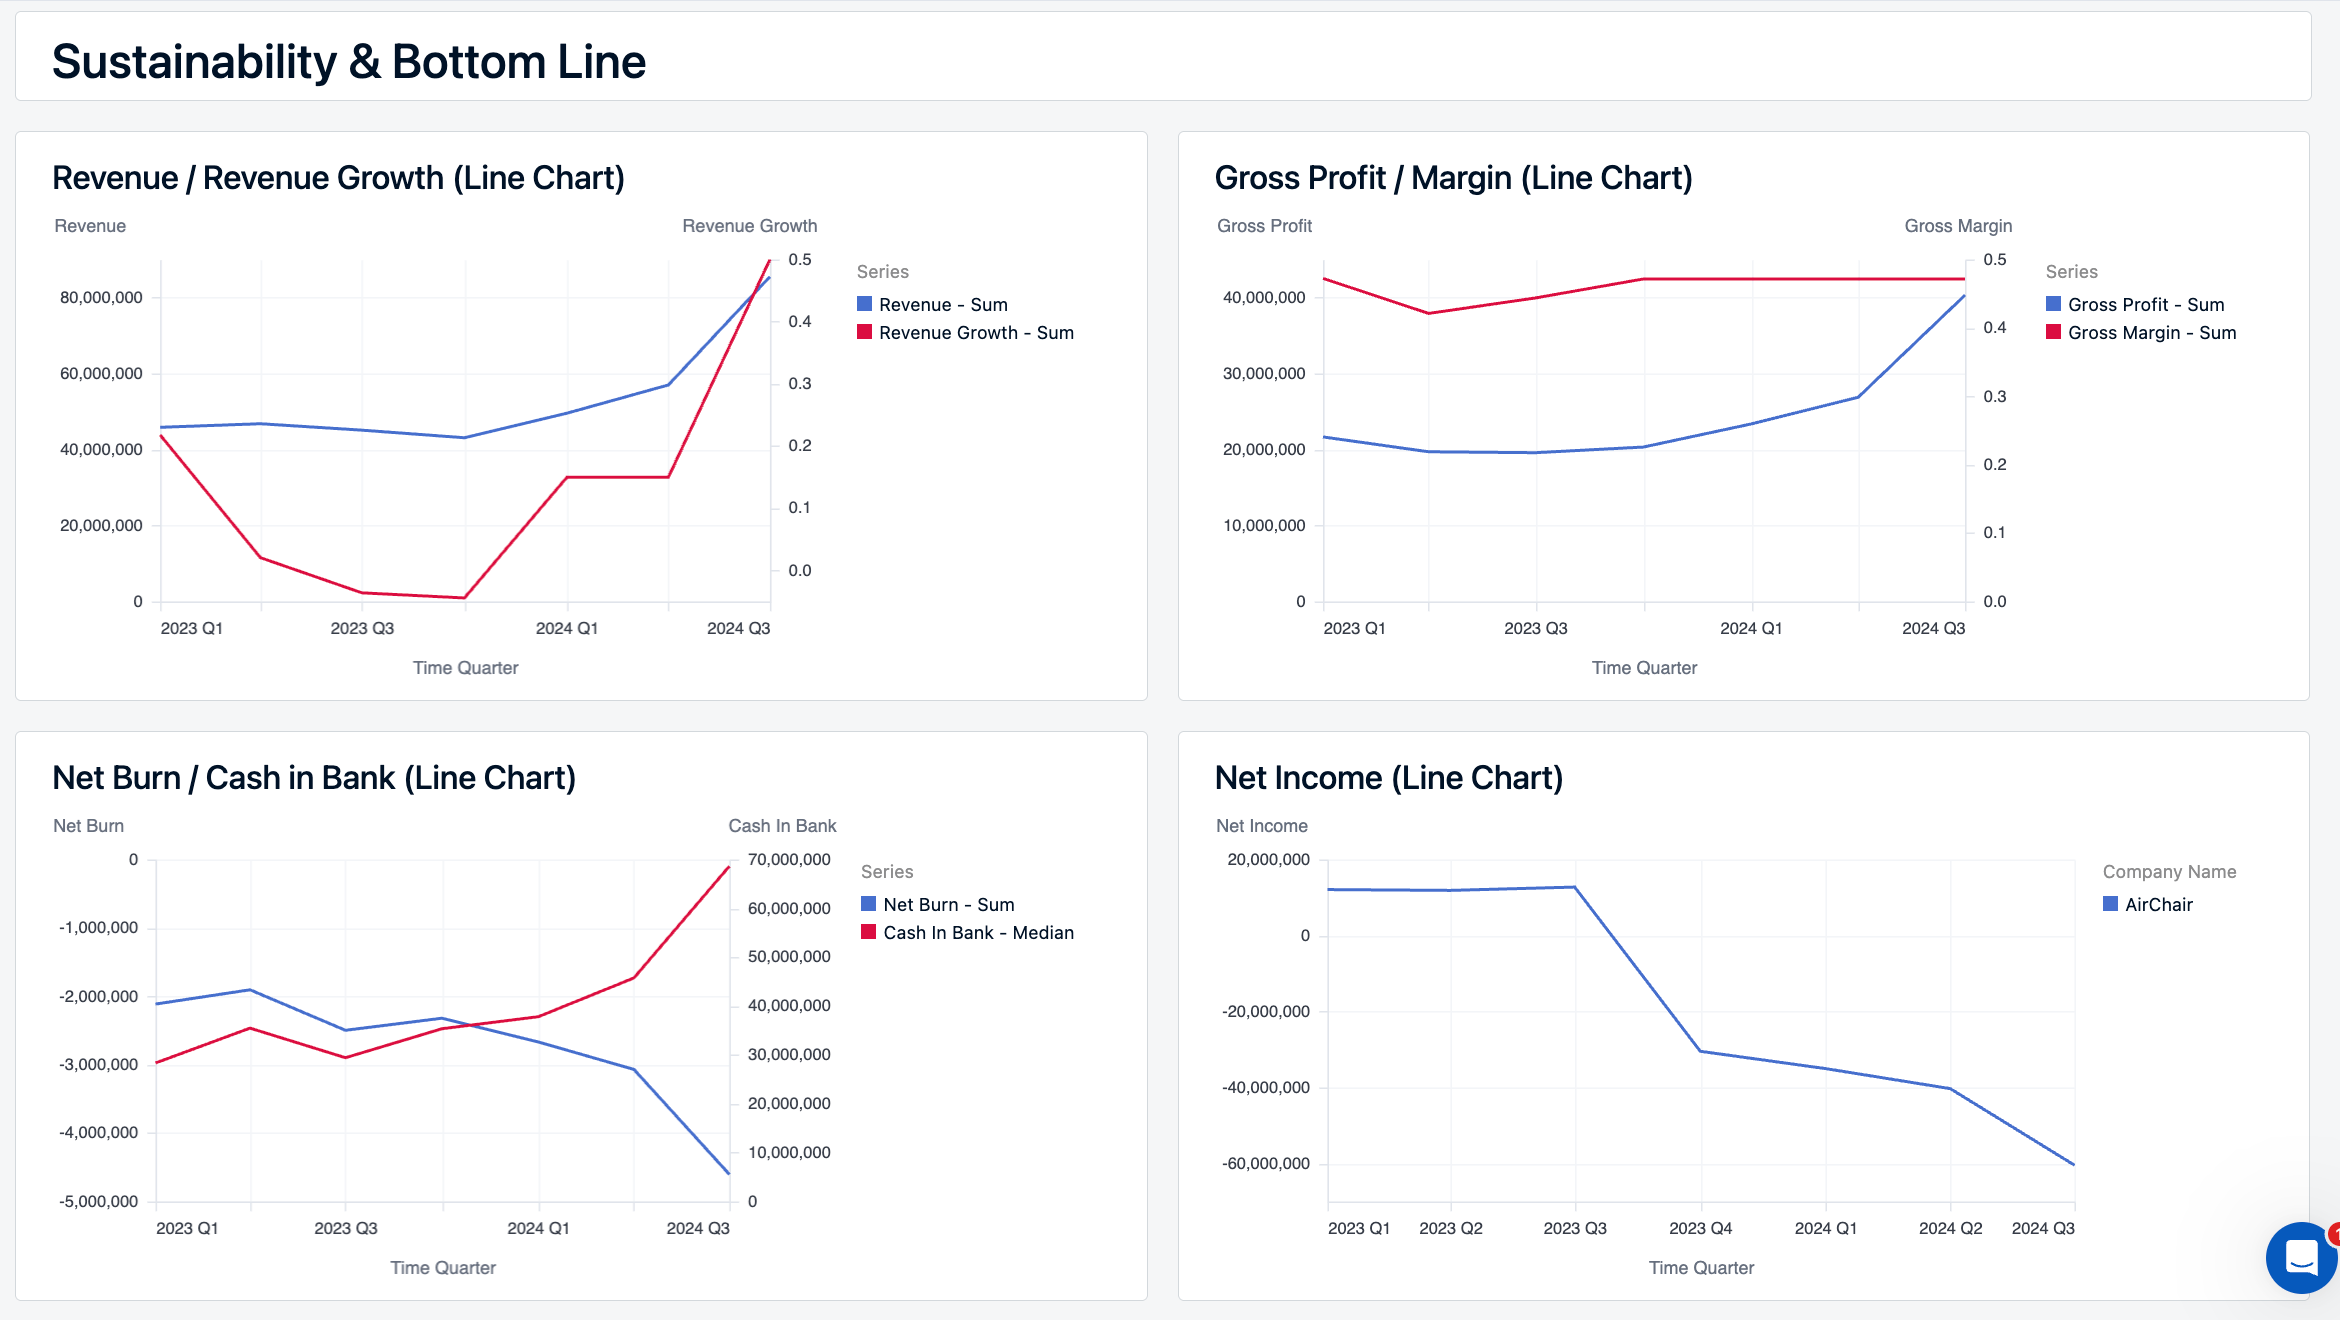 Sustainability & Bottom Line
Revenue / Revenue Growth (Line Chart)
Revenue
Revenue Growth
80,000,000
60,000,000
40,000,000
20,000,000
0
0.5
0.4
0.3
0.2
0.1
0.0
2023 Q1
2023 Q3
2024 Q1
2024 Q3
Time Quarter
Series
Revenue - Sum
Revenue Growth - Sum
Gross Profit / Margin (Line Chart)
Gross Profit
Gross Margin
40,000,000
30,000,000
20,000,000
10,000,000
0
0.5
0.4
0.3
0.2
0.1
0.0
2023 Q1
2023 Q3
2024 Q1
2024 Q3
Time Quarter
Series
Gross Profit - Sum
Gross Margin - Sum
Net Burn / Cash in Bank (Line Chart)
Net Burn
Cash In Bank
0
-1,000,000
-2,000,000
-3,000,000
-4,000,000
-5,000,000
70,000,000
60,000,000
50,000,000
40,000,000
30,000,000
20,000,000
10,000,000
0
2023 Q1
2023 Q3
2024 Q1
2024 Q3
Time Quarter
Series
Net Burn - Sum
Cash In Bank - Median
Net Income (Line Chart)
Net Income
20,000,000
0
-20,000,000
-40,000,000
-60,000,000
2023 Q1
2023 Q2
2023 Q3
2023 Q4
2024 Q1
2024 Q2
2024 Q3
Time Quarter
Company Name
AirChair